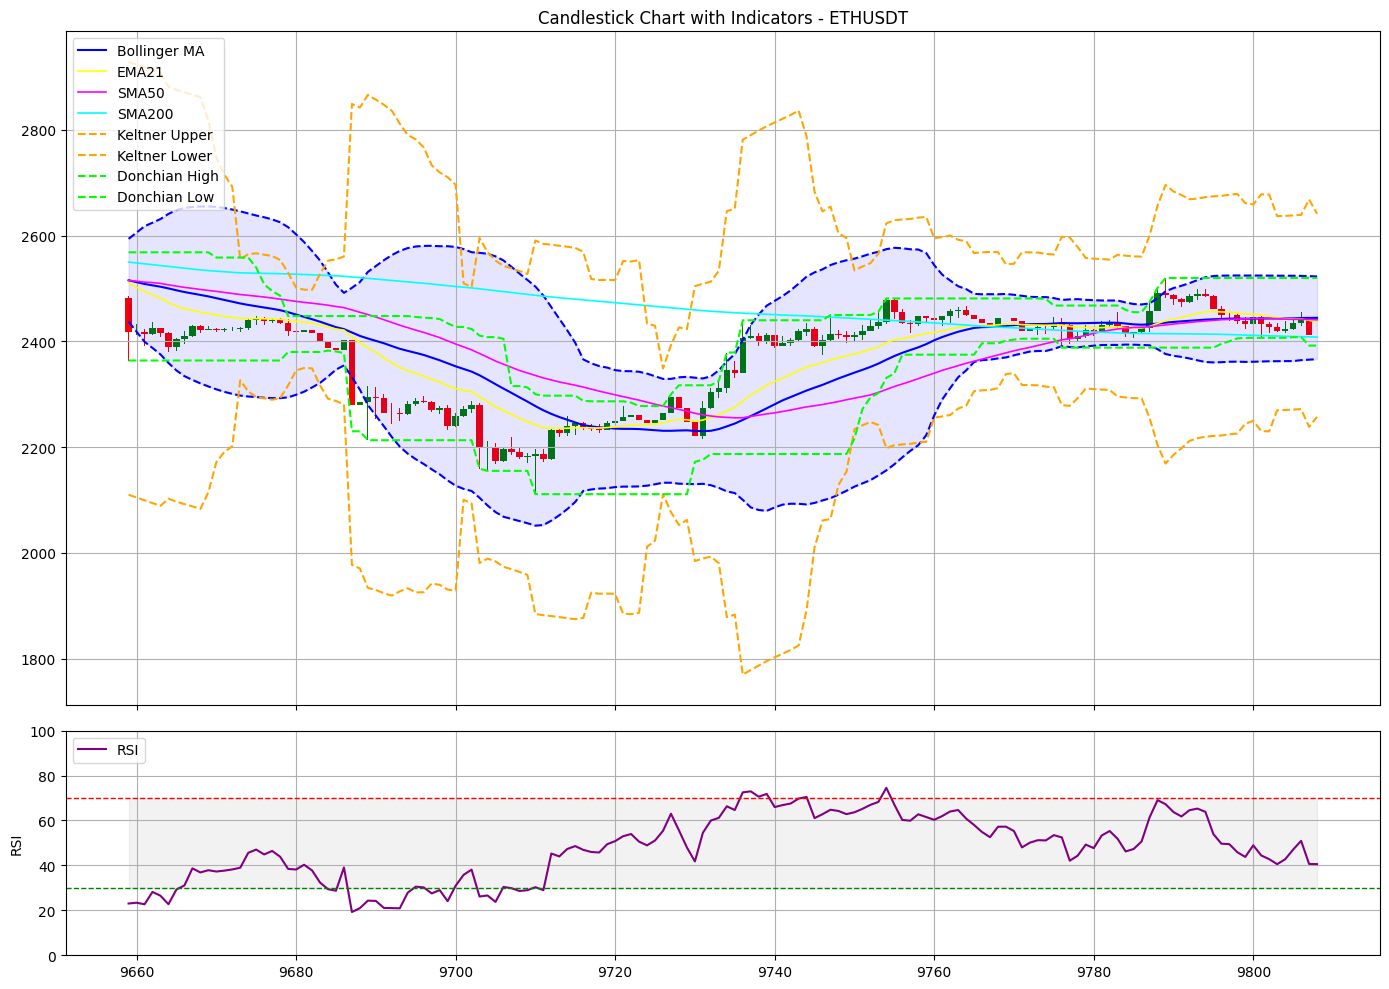 Candlestick Chart with Indicators - ETHUSDT
Bollinger MA
EMA21
SMA50
SMA200
Keltner Upper
Keltner Lower
Donchian High
Donchian Low
2800
2600
2400
2200
2000
1800
RSI
100
80
60
40
20
0
RSI
9660
9680
9700
9720
9740
9760
9780
9800